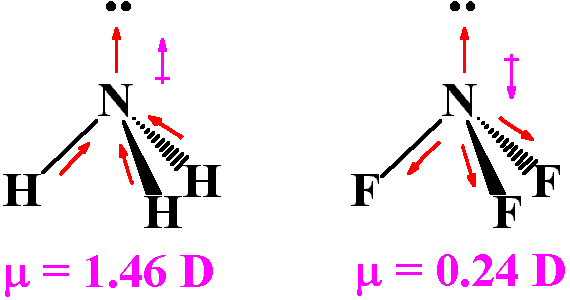 N N
H H H F F F
μ = 1.46 D μ = 0.24 D